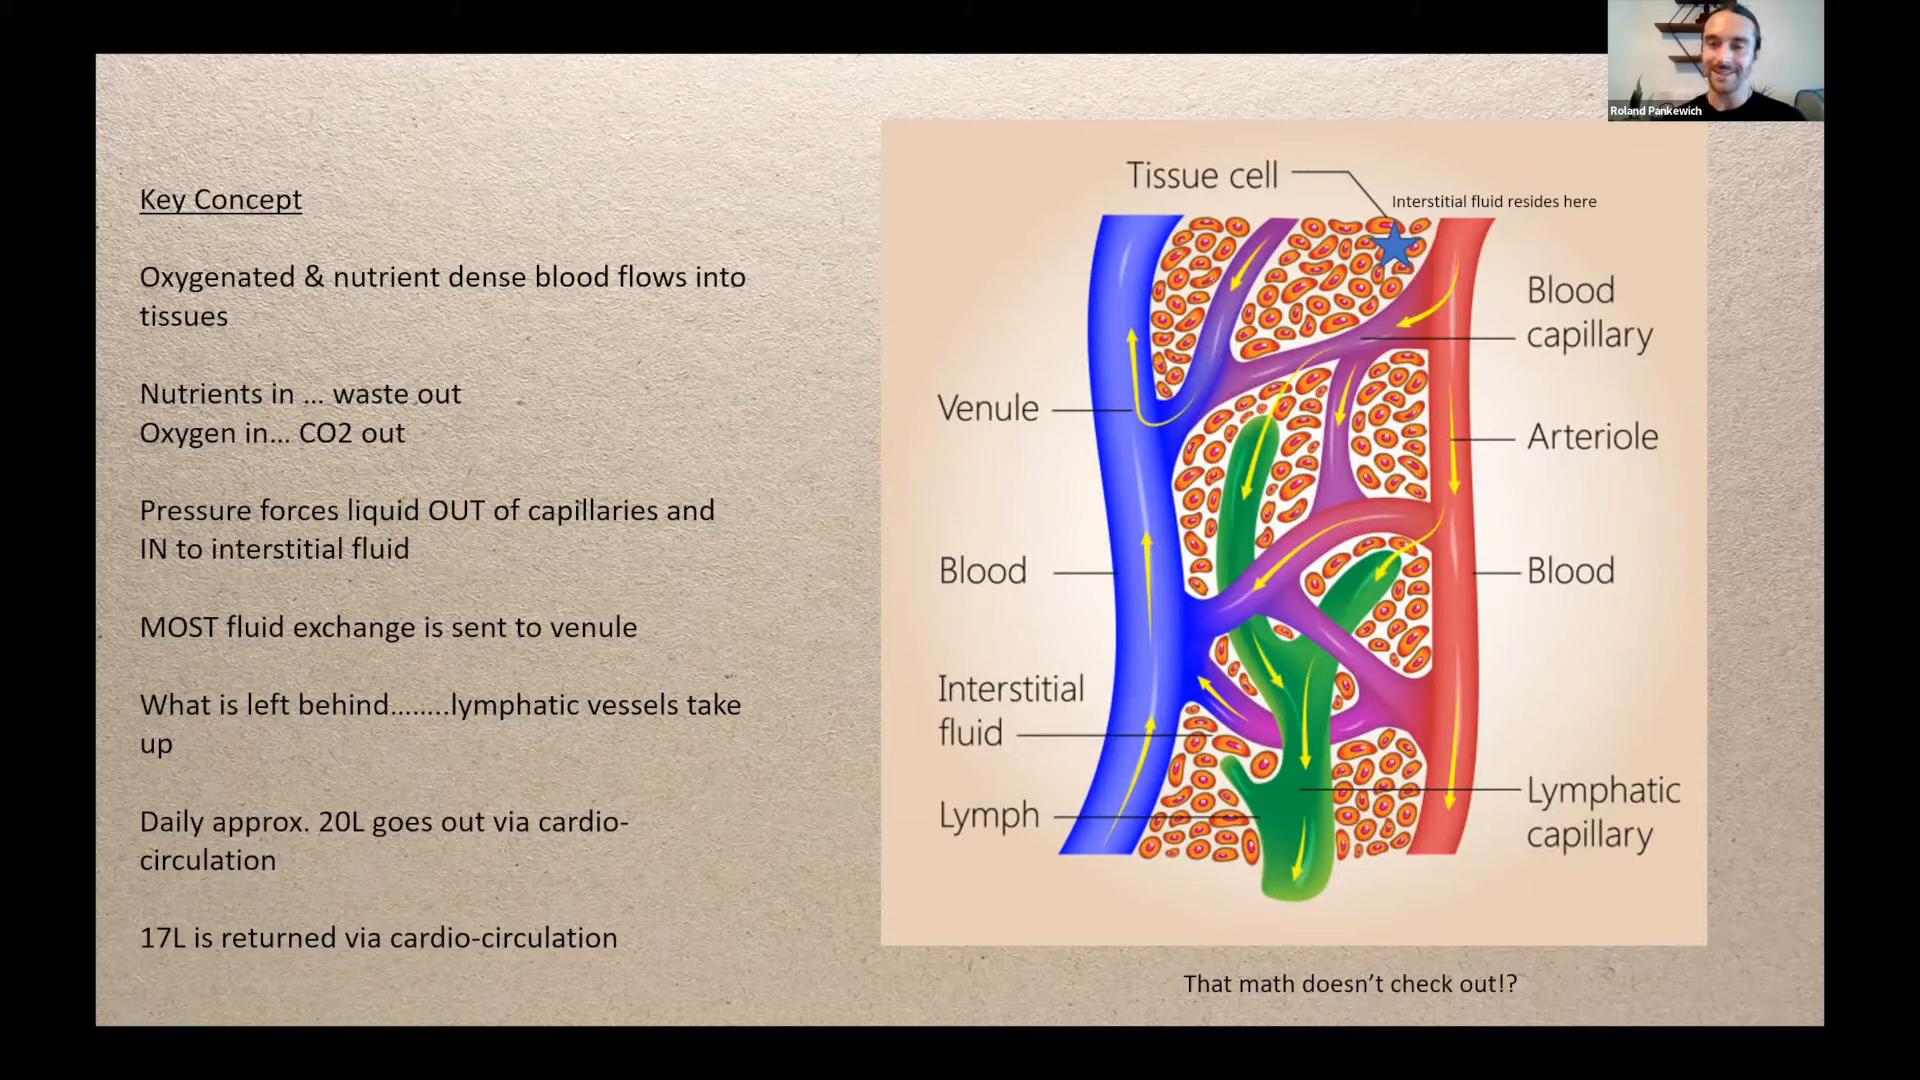 Roland Pankewich
Key Concept
Oxygenated & nutrient dense blood flows into
tissues
Nutrients in ... waste out
Oxygen in... CO2 out
Pressure forces liquid OUT of capillaries and
IN to interstitial fluid
MOST fluid exchange is sent to venule
What is left behind........lymphatic vessels take
up
Daily approx. 20L goes out via cardio-
circulation
17L is returned via cardio-circulation
Tissue cell
Interstitial fluid resides here
Blood
capillary
Venule
Arteriole
Blood
Blood
Interstitial
fluid
Lymph
Lymphatic
capillary
That math doesn’t check out!?